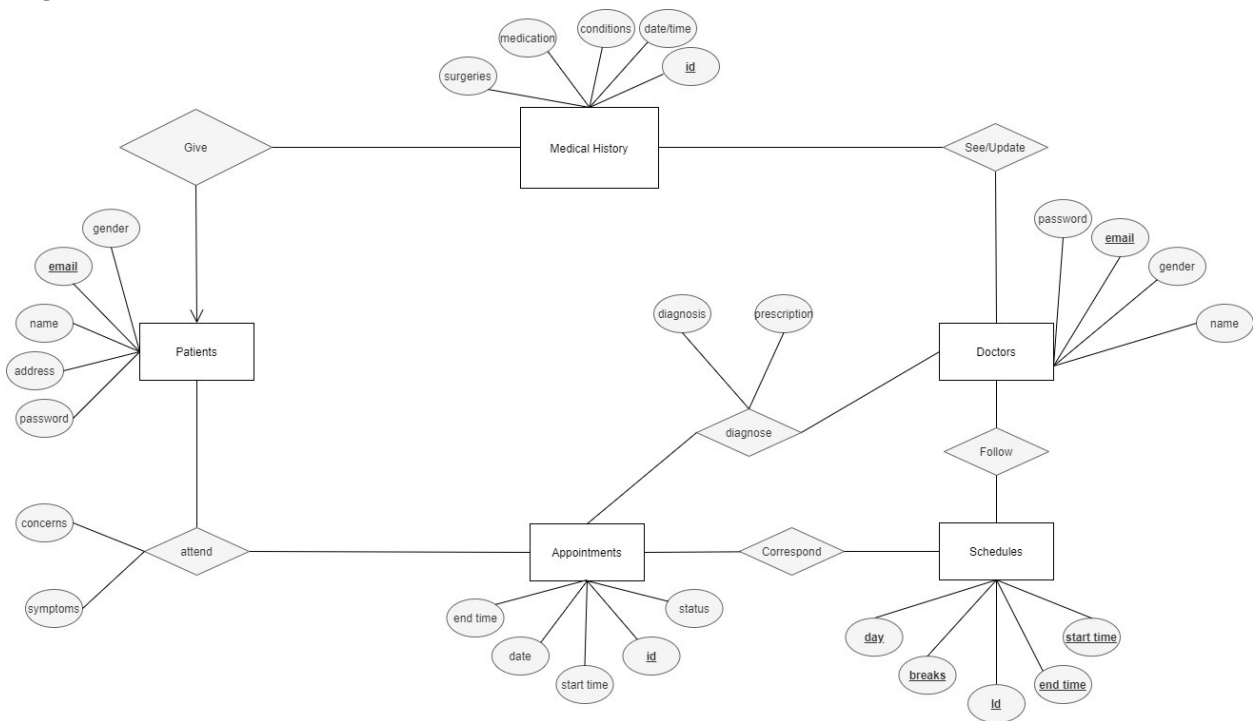 conditions
date/time
medication
id
surgeries
Give
Medical History
See/Update
gender
password
email
email
gender
name
name
diagnosis
prescription
Patients
Doctors
address
password
diagnose
Follow
concerns
attend
Appointments
Correspond
Schedules
symptoms
end time
status
date
id
start time
day
start time
breaks
end time
Id